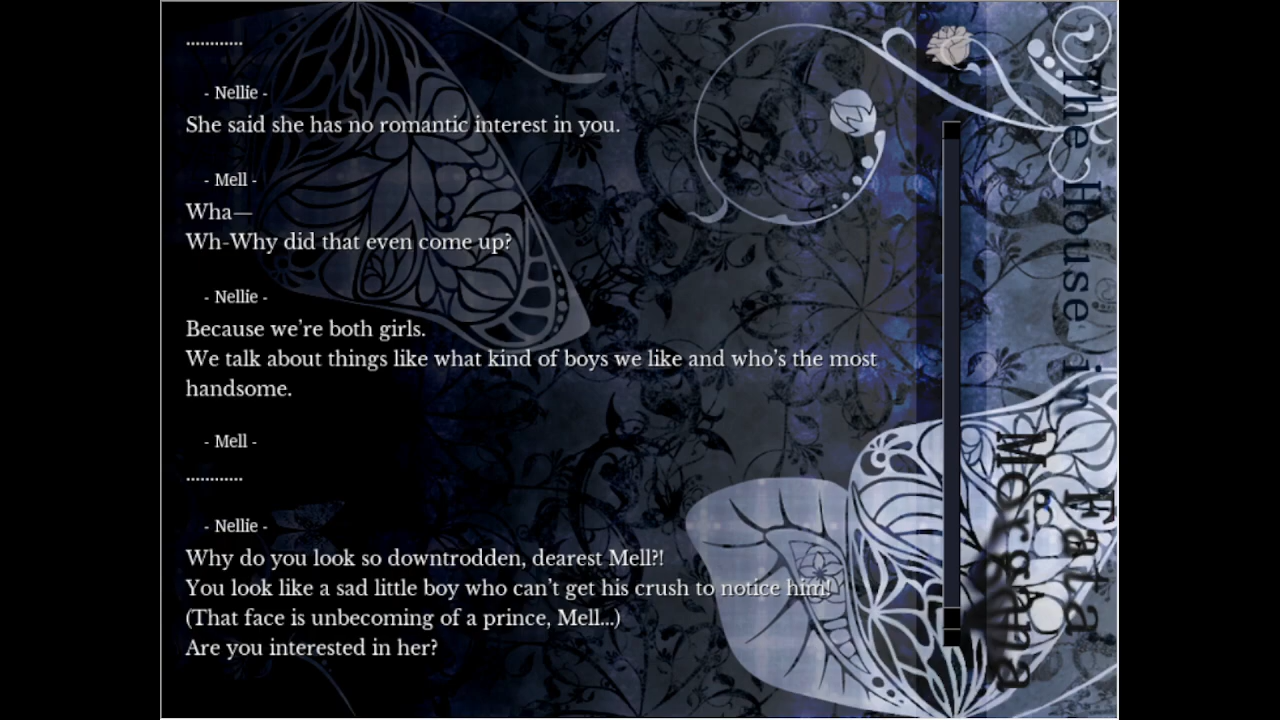 ............
- Nellie -
She said she has no romantic interest in you.
- Mell -
Wha—
Wh-Why did that even come up?
- Nellie -
Because we’re both girls.
We talk about things like what kind of boys we like and who’s the most
handsome.
- Mell -
............
- Nellie -
Why do you look so downtrodden, dearest Mell?!
You look like a sad little boy who can’t get his crush to notice him!
(That face is unbecoming of a prince, Mell...)
Are you interested in her?
The House in
Fata
Morgana